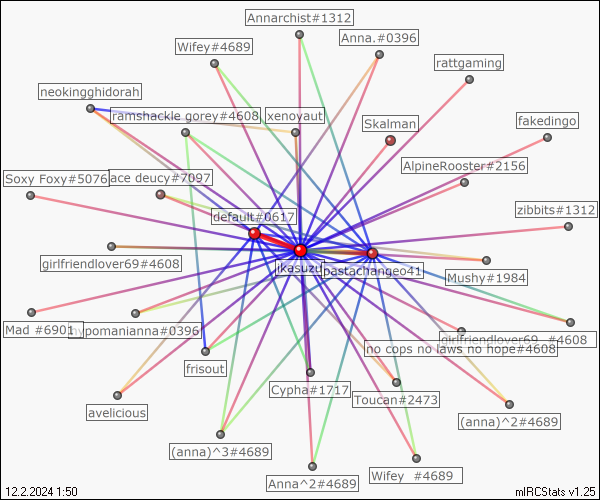 Annarchist#1312
Wifey#4689
Anna.#0396
rattgaming
neokingghidorah
ramshackle gorey#4608
xenoyaut
Skalman
fakedingo
AlpineRooster#2156
Soxy Foxy#5076
ace deucy#7097
default#0617
zibbits#1312
girlfriendlover69#4608
ikasuzu
pastachangeo41
Mushy#1984
Mad #6901
hypomanianna#0396
girlfriendlover69 #4608
no cops no laws no hope#4608
frisout
Cypha#1717
Toucan#2473
avelicious
(anna)^2#4689
(anna)^3#4689
Anna^2#4689
Wifey #4689
12.2.2024 1:50
mIRCStats v1.25